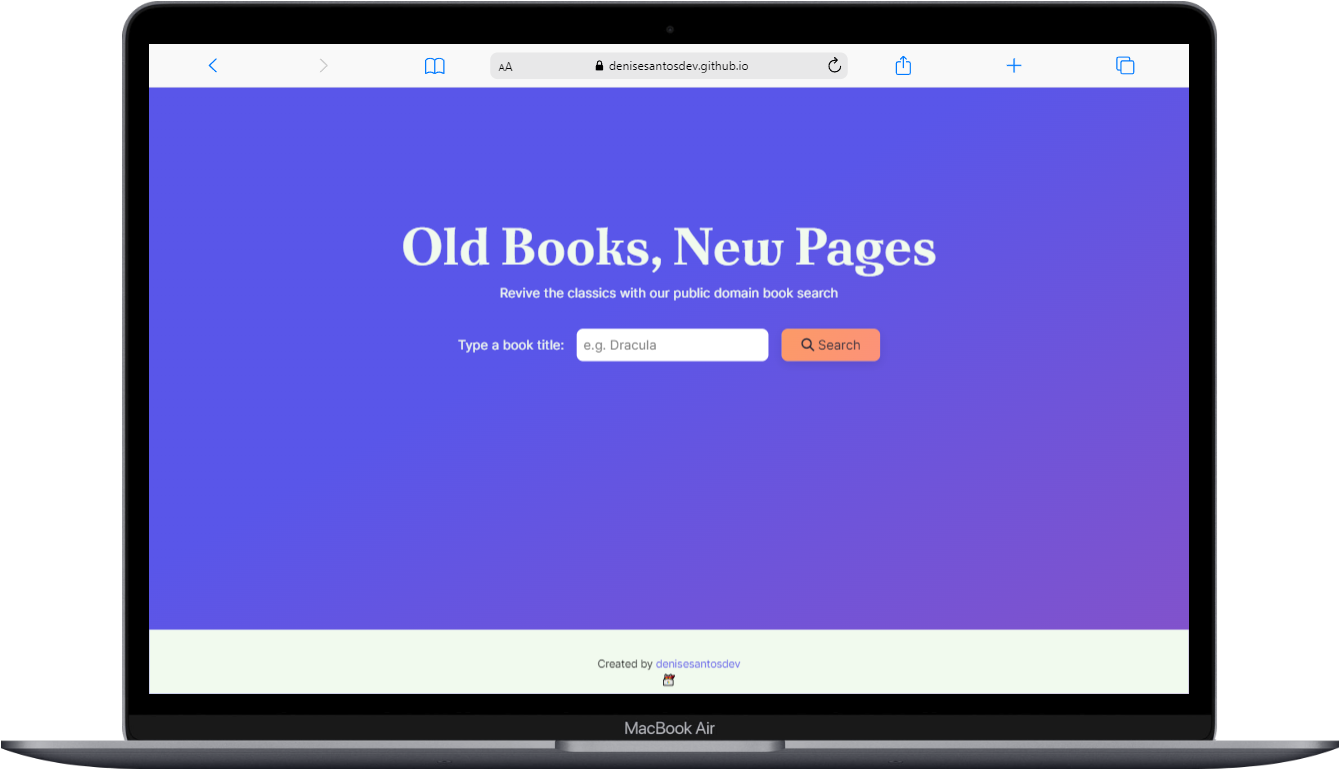 AA denisesantosdev.github.io
Old Books, New Pages
Revive the classics with our public domain book search
Type a book title: e.g. Dracula Search
Created by denisesantosdev
MacBook Air